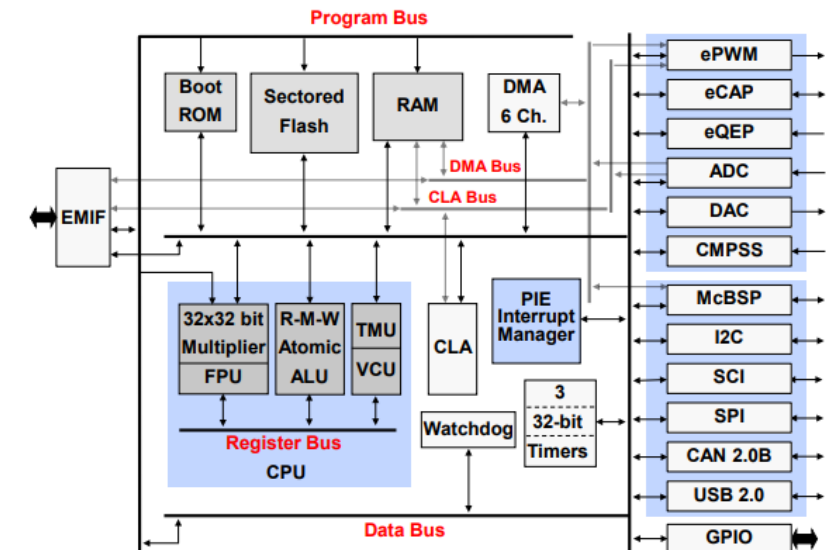 Program Bus
Boot
ROM
Sectored
Flash
RAM
DMA
6 Ch.
DMA Bus
CLA Bus
EMIF
32x32 bit
Multiplier
FPU
R-M-W
Atomic
ALU
TMU
VCU
Register Bus
CPU
CLA
PIE
Interrupt
Manager
3
32-bit
Timers
Watchdog
Data Bus
ePWM
eCAP
eQEP
ADC
DAC
CMPSS
McBSP
I2C
SCI
SPI
CAN 2.0B
USB 2.0
GPIO